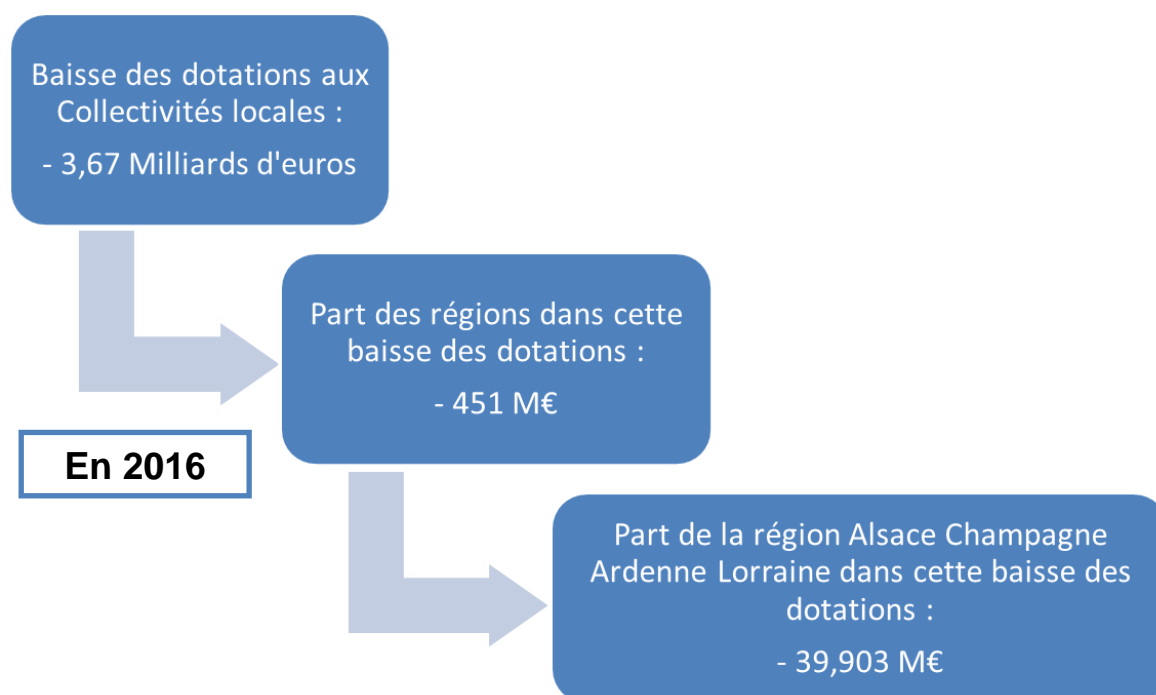 Baisse des dotations aux
Collectivités locales :
- 3,67 Milliards d'euros
Part des régions dans cette
baisse des dotations :
- 451 M€
En 2016
Part de la région Alsace Champagne
Ardenne Lorraine dans cette baisse des
dotations :
- 39,903 M€